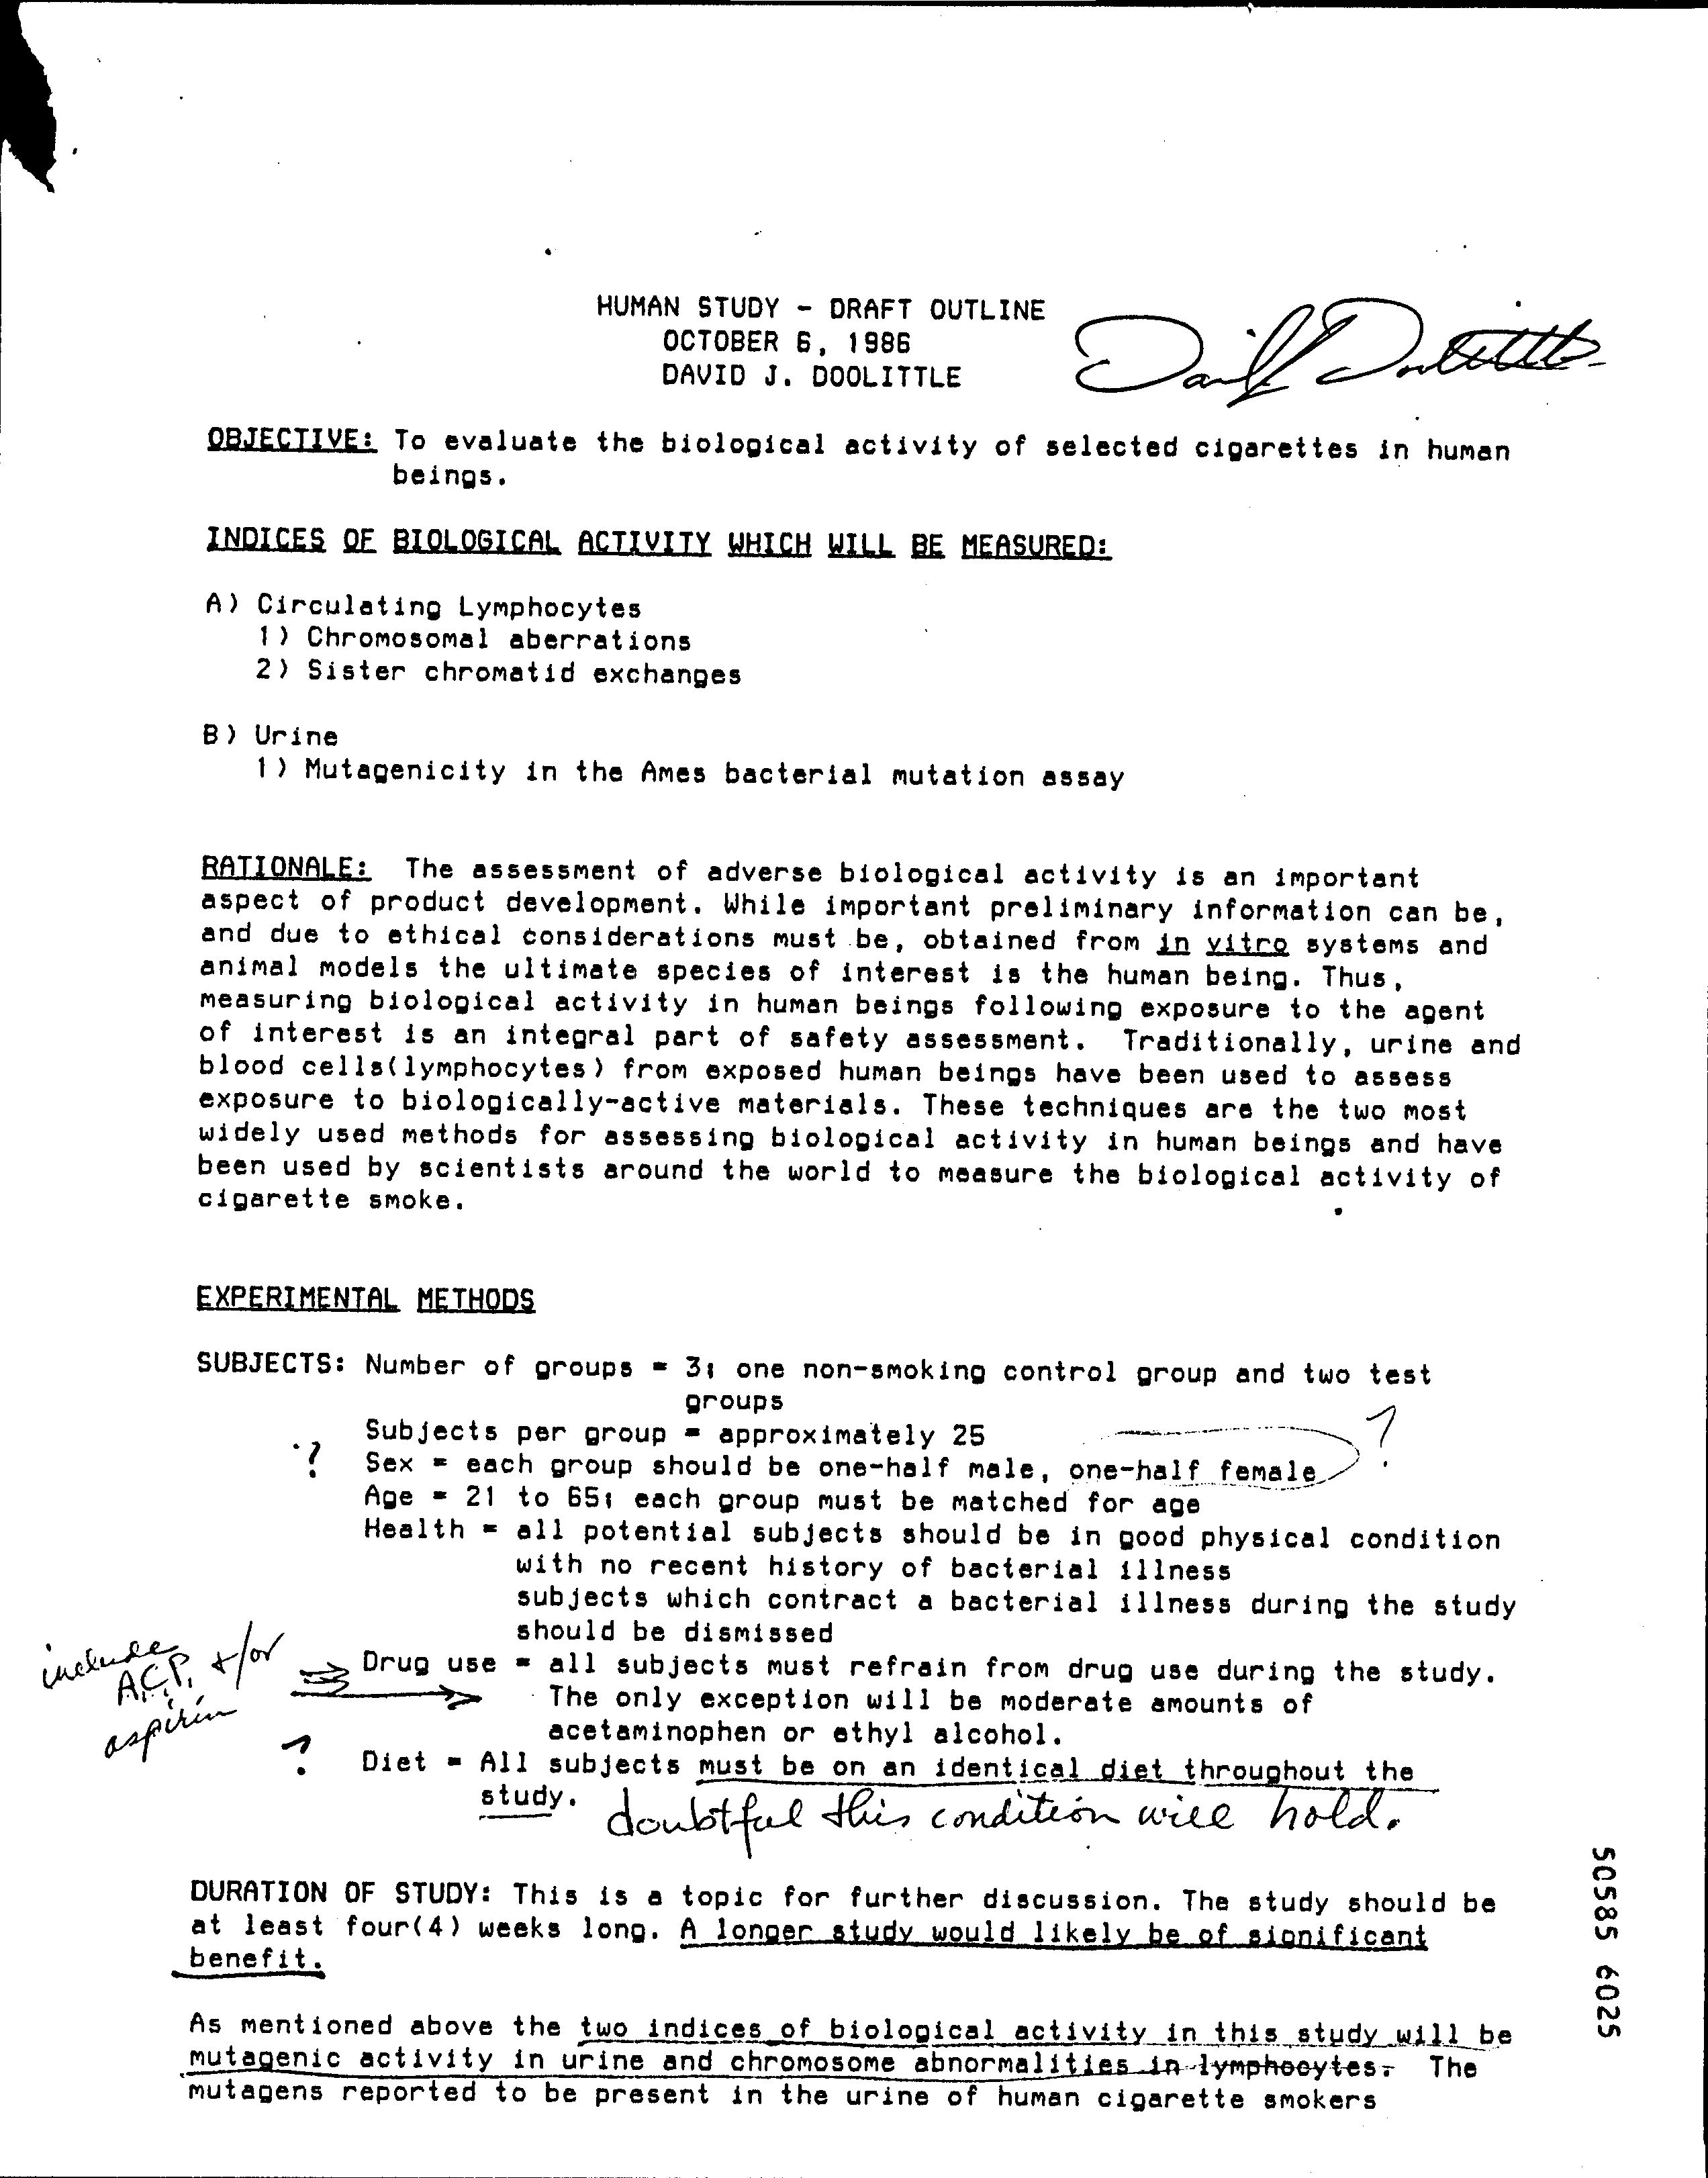 HUMAN STUDY - DRAFT OUTLINE
OCTOBER 6, 1986
DAVID J. DOOLITTLE
OBJECTIVE: To evaluate the biological activity of selected cigarettes in human
beings.
INDICES OF BIOLOGICAL ACTIVITY WHICH WILL BE MEASURED:
A) Circulating Lymphocytes
1) Chromosomal aberrations
2) Sister chromatid exchanges
B) Urine
1) Mutagenicity in the Ames bacterial mutation assay
RATIONALE: The assessment of adverse biological activity is an important
aspect of product development. While important preliminary information can be,
and due to ethical considerations must be, obtained from in vitro systems and
animal models the ultimate species of interest is the human being. Thus,
measuring biological activity in human beings following exposure to the agent
of interest is an integral part of safety assessment. Traditionally, urine and
blood cells(lymphocytes) from exposed human beings have been used to assess
exposure to biologically-active materials. These techniques are the two most
widely used methods for assessing biological activity in human beings and have
been used by scientists around the world to measure the biological activity of
cigarette smoke.
EXPERIMENTAL METHODS
SUBJECTS: Number of groups = 3; one non-smoking control group and two test
groups
Subjects per group = approximately 25
?
? Sex = each group should be one-half male, one-half female
Age = 21 to 65; each group must be matched for age
Health = all potential subjects should be in good physical condition
with no recent history of bacterial illness
subjects which contract a bacterial illness during the study
should be dismissed
include
A.C.P. &/or
aspirin
Drug use = all subjects must refrain from drug use during the study.
The only exception will be moderate amounts of
acetaminophen or ethyl alcohol.
? Diet = All subjects must be on an identical diet throughout the
study. doubtful this condition will hold.
DURATION OF STUDY: This is a topic for further discussion. The study should be
at least four(4) weeks long. A longer study would likely be of significant
benefit.
As mentioned above the two indices of biological activity in this study will be
mutagenic activity in urine and chromosome abnormalities in lymphocytes. The
mutagens reported to be present in the urine of human cigarette smokers
50585 6025